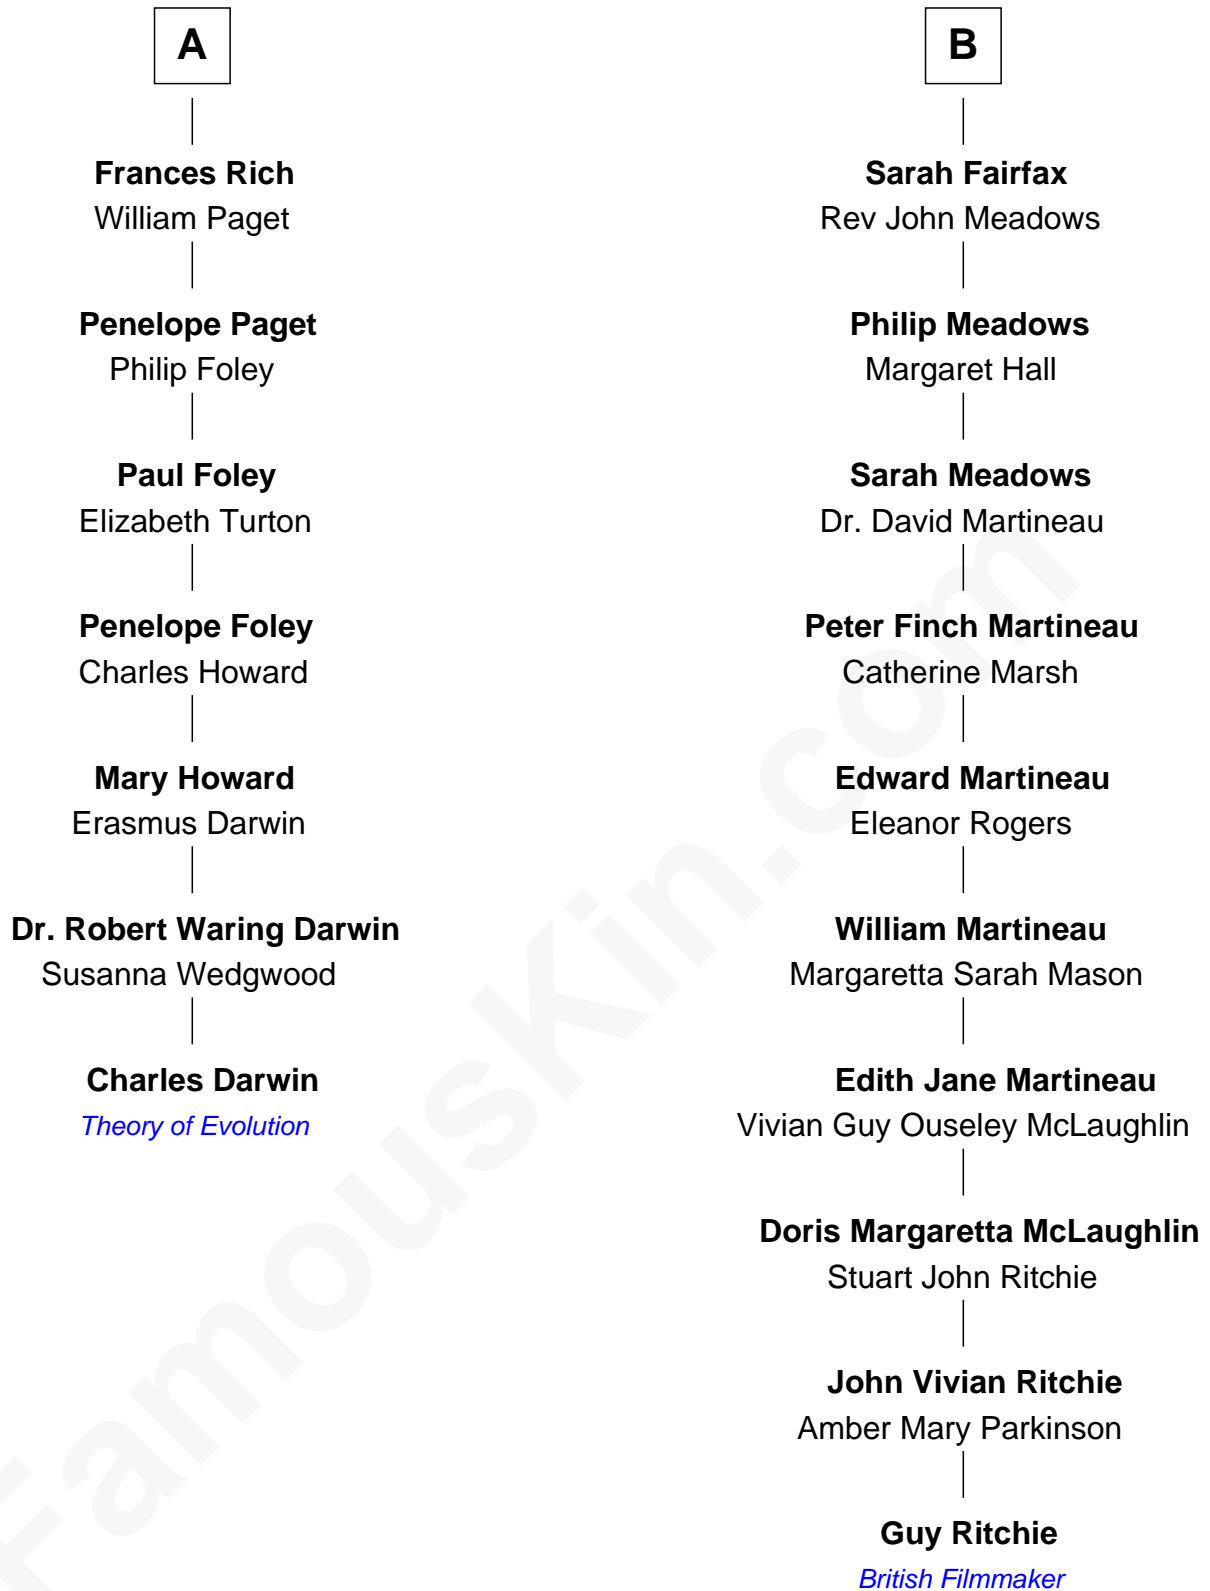 A
Frances Rich
William Paget
Penelope Paget
Philip Foley
Paul Foley
Elizabeth Turton
Penelope Foley
Charles Howard
Mary Howard
Erasmus Darwin
Dr. Robert Waring Darwin
Susanna Wedgwood
Charles Darwin
Theory of Evolution
B
Sarah Fairfax
Rev John Meadows
Philip Meadows
Margaret Hall
Sarah Meadows
Dr. David Martineau
Peter Finch Martineau
Catherine Marsh
Edward Martineau
Eleanor Rogers
William Martineau
Margaretta Sarah Mason
Edith Jane Martineau
Vivian Guy Ouseley McLaughlin
Doris Margaretta McLaughlin
Stuart John Ritchie
John Vivian Ritchie
Amber Mary Parkinson
Guy Ritchie
British Filmmaker
FamousKin.com